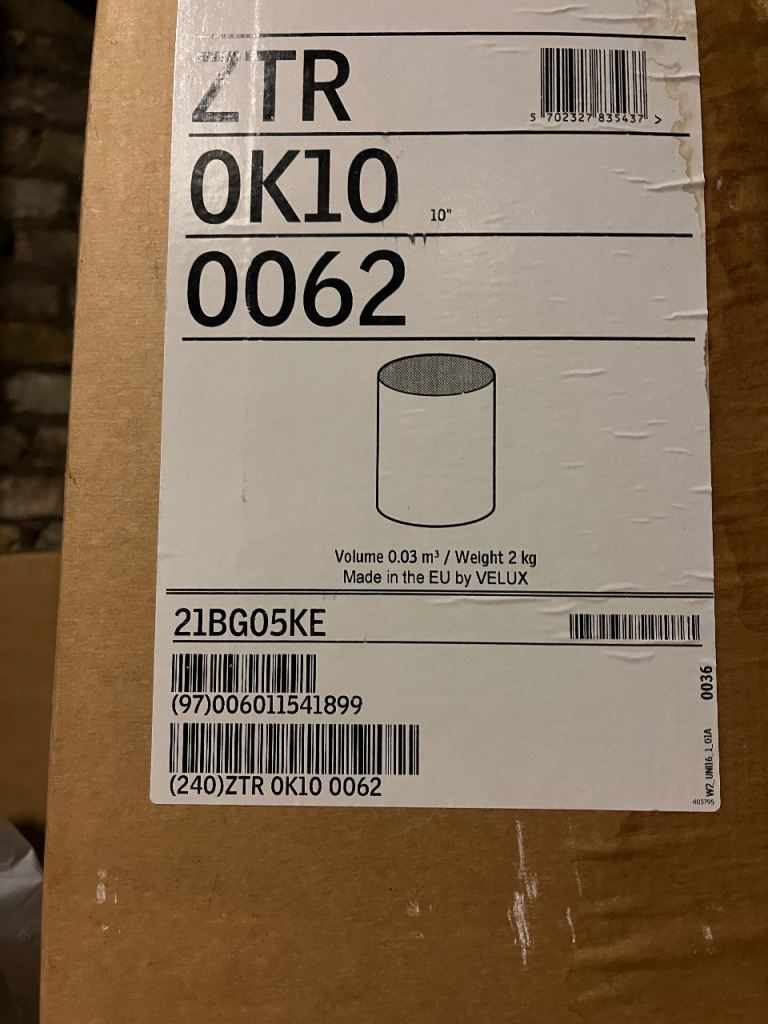 ZTR
5 702327 835437 >
0K10
10"
0062
Volume 0.03 m³ / Weight 2 kg
Made in the EU by VELUX
21BG05KE
(97)006011541899
(240)ZTR 0K10 0062
0036
W2_UNI16_1_01A
405795